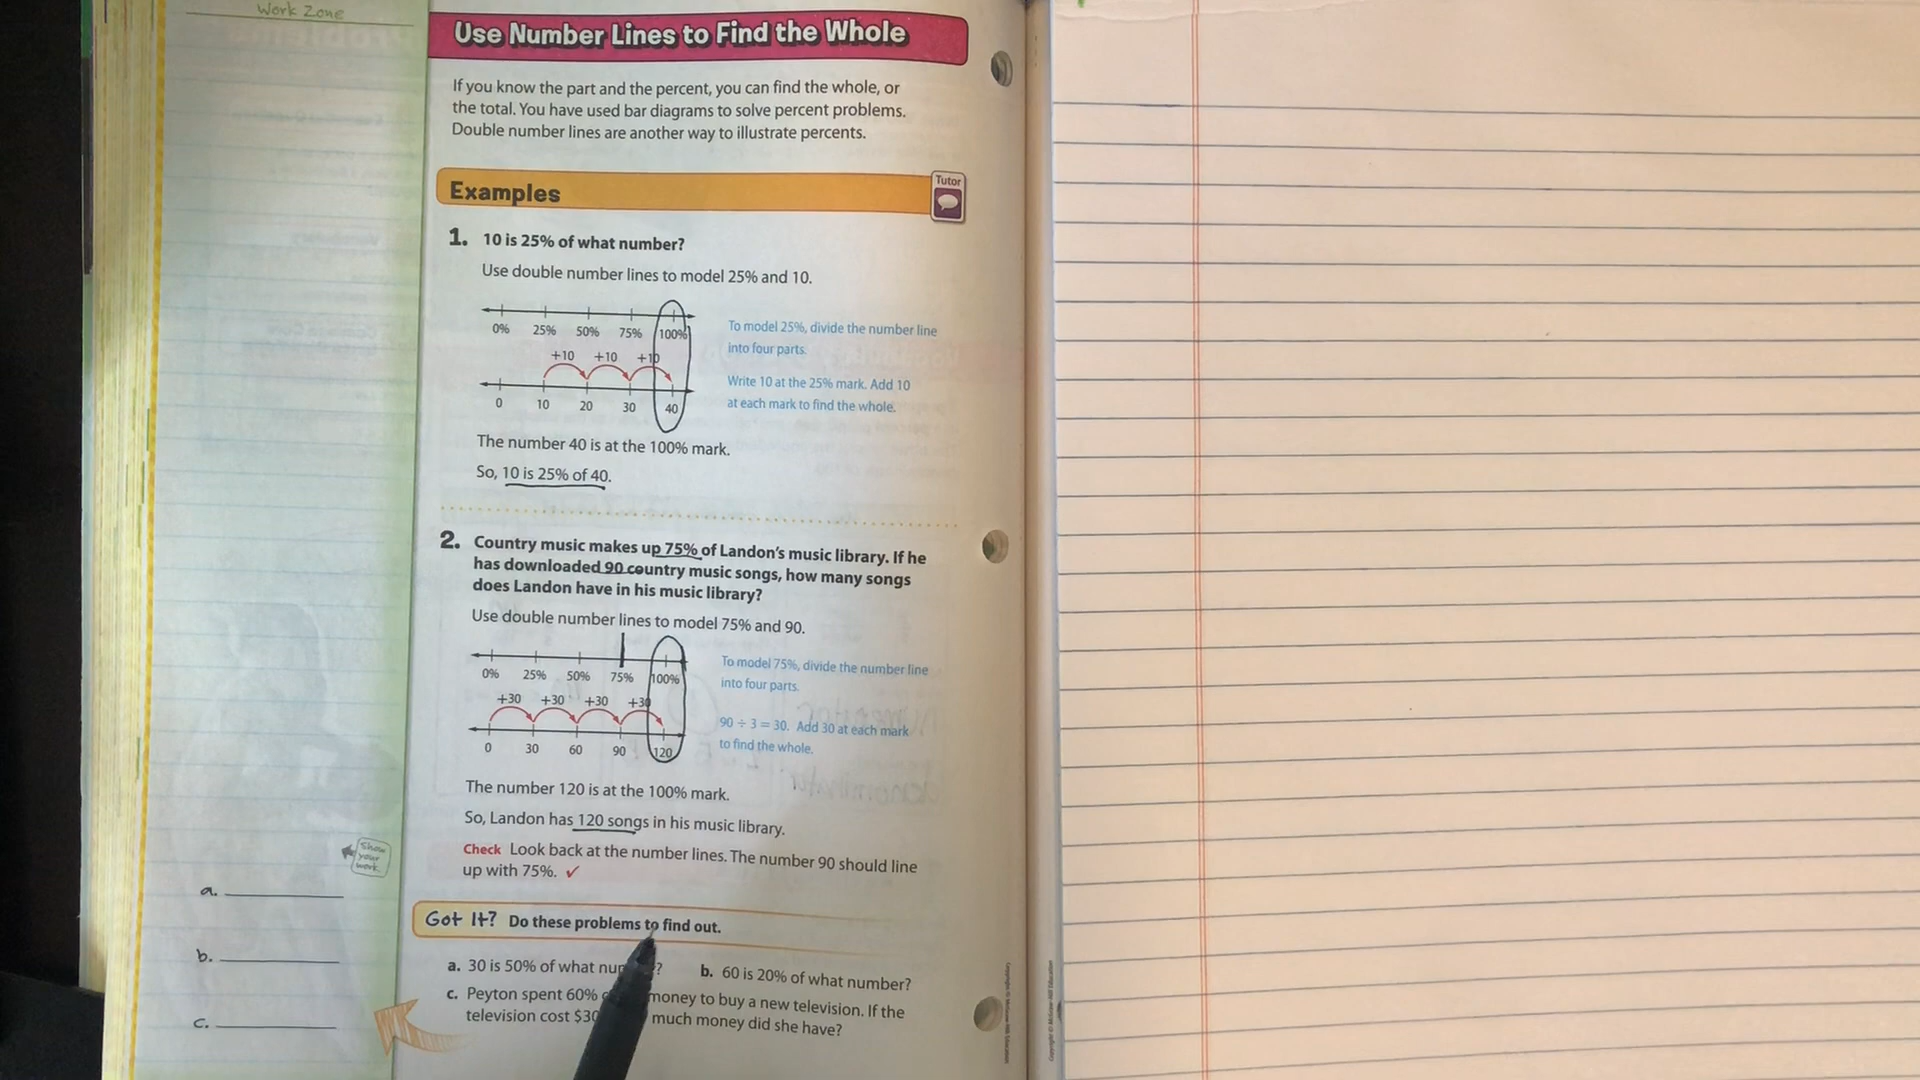 Work Zone
Use Number Lines to Find the Whole
If you know the part and the percent, you can find the whole, or
the total. You have used bar diagrams to solve percent problems.
Double number lines are another way to illustrate percents.
Examples
Tutor
1. 10 is 25% of what number?
Use double number lines to model 25% and 10.
0% 25% 50% 75% 100%
+10 +10 +10
0 10 20 30 40
To model 25%, divide the number line
into four parts.
Write 10 at the 25% mark. Add 10
at each mark to find the whole.
The number 40 is at the 100% mark.
So, 10 is 25% of 40.
2. Country music makes up 75% of Landon's music library. If he
has downloaded 90 country music songs, how many songs
does Landon have in his music library?
Use double number lines to model 75% and 90.
0% 25% 50% 75% 100%
+30 +30 +30 +30
0 30 60 90 120
To model 75%, divide the number line
into four parts.
90 ÷ 3 = 30. Add 30 at each mark
to find the whole.
The number 120 is at the 100% mark.
So, Landon has 120 songs in his music library.
Check Look back at the number lines. The number 90 should line
up with 75%. ✓
Show
your
work.
a.
b.
c.
Got It? Do these problems to find out.
a. 30 is 50% of what ?
b. 60 is 20% of what number?
c. Peyton spent 60% money to buy a new television. If the
television cost much money did she have?
Copyright © McGraw-Hill Education